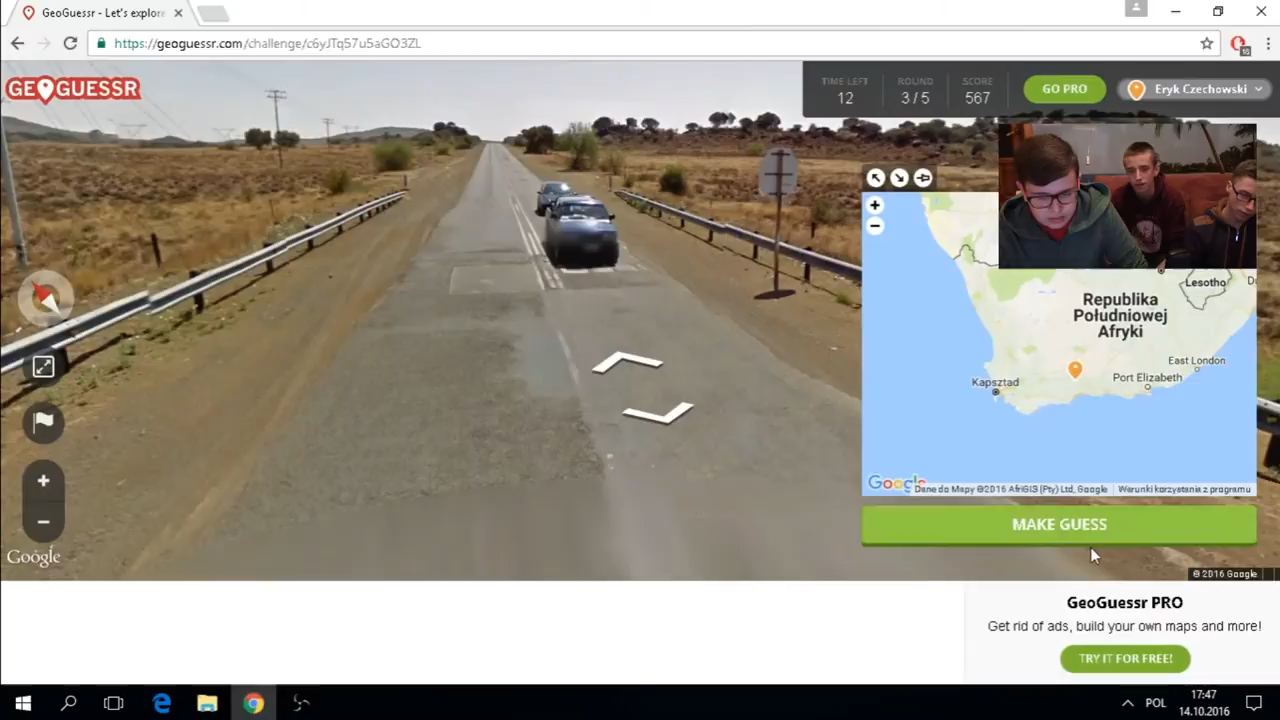 GeoGuessr - Let's explore
https://geoguessr.com/challenge/c6yJTq57u5aGO3ZL
GEOGUESSR
TIME LEFT
12
ROUND
3 / 5
SCORE
567
GO PRO
Eryk Czechowski
Lesotho
Republika
Południowej
Afryki
East London
Port Elizabeth
Kapsztad
Google
Dane do Mapy ©2016 AfriGIS (Pty) Ltd, Google
Warunki korzystania z programu
MAKE GUESS
Google
© 2016 Google
GeoGuessr PRO
Get rid of ads, build your own maps and more!
TRY IT FOR FREE!
POL
17:47
14.10.2016